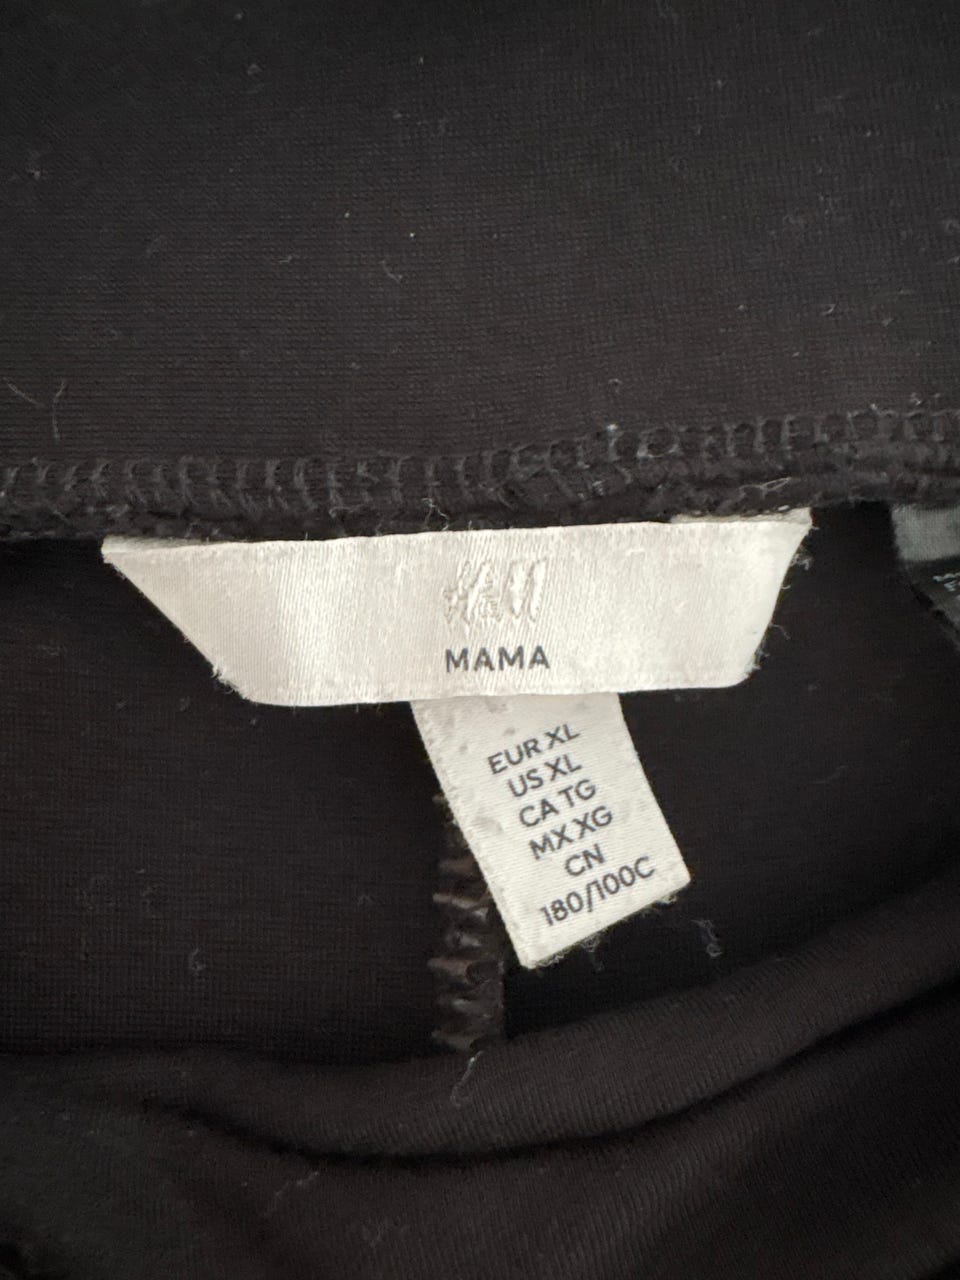 H&M
MAMA
EUR XL
US XL
CA TG
MX XG
CN
180/100C